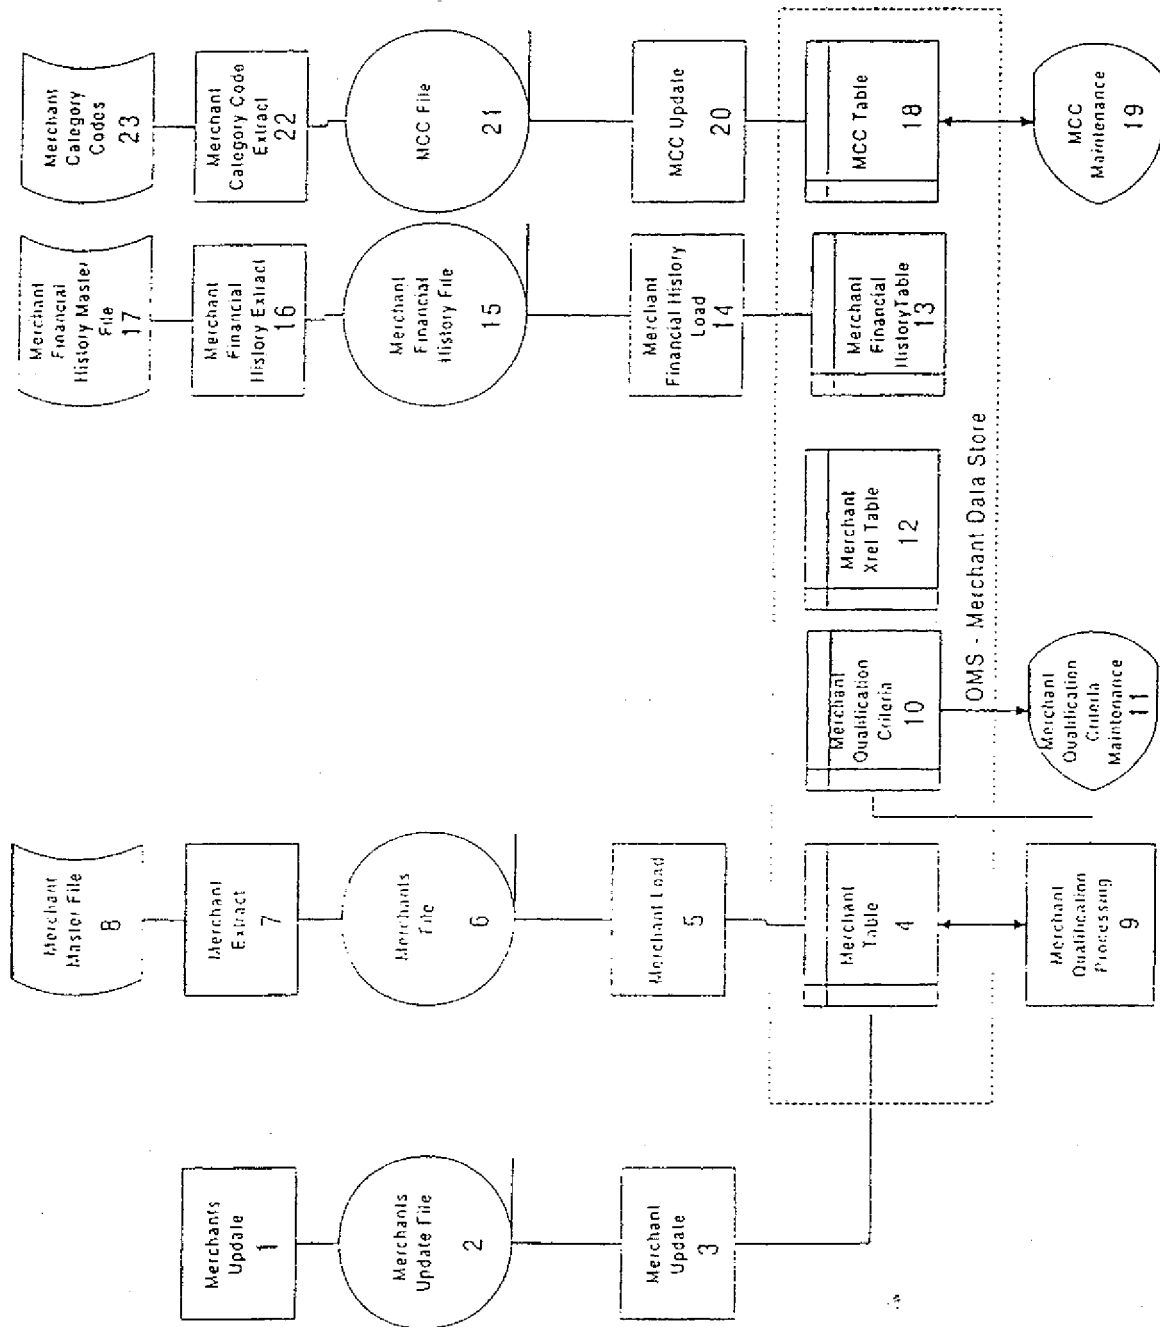 Merchants
Update
1
Merchants
Update File
2
Merchant
Update
3
Merchant
Master File
8
Merchant
Extract
7
Merchants
File
6
Merchant Load
5
Merchant
Table
4
Merchant
Qualification
Processing
9
Merchant
Qualification
Criteria
10
Merchant
Qualification
Criteria
Maintenance
11
Merchant
Xref Table
12
OMS - Merchant Data Store
Merchant
Financial
History Master
File
17
Merchant
Financial
History Extract
16
Merchant
Financial
History File
15
Merchant
Financial History
Load
14
Merchant
Financial
History Table
13
Merchant
Category
Codes
23
Merchant
Category Code
Extract
22
MCC File
21
MCC Update
20
MCC Table
18
MCC
Maintenance
19